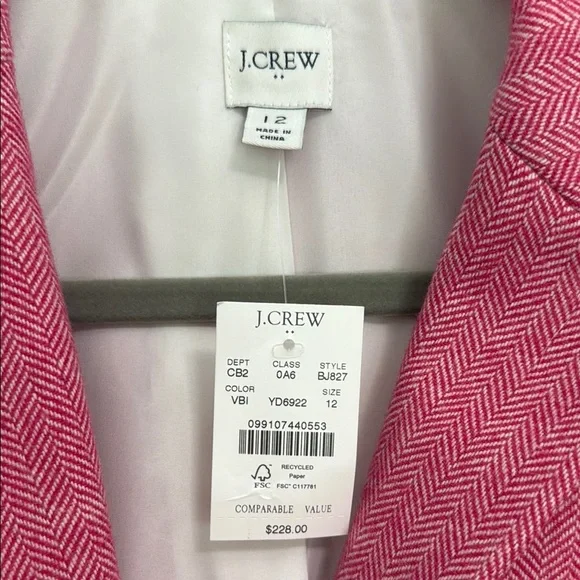 J.CREW
12
MADE IN
CHINA
J.CREW
DEPT CLASS STYLE
CB2 0A6 BJ827
COLOR SIZE
VBI YD6922 12
099107440553
RECYCLED
Paper
FSC FSC® C117781
COMPARABLE VALUE
$228.00